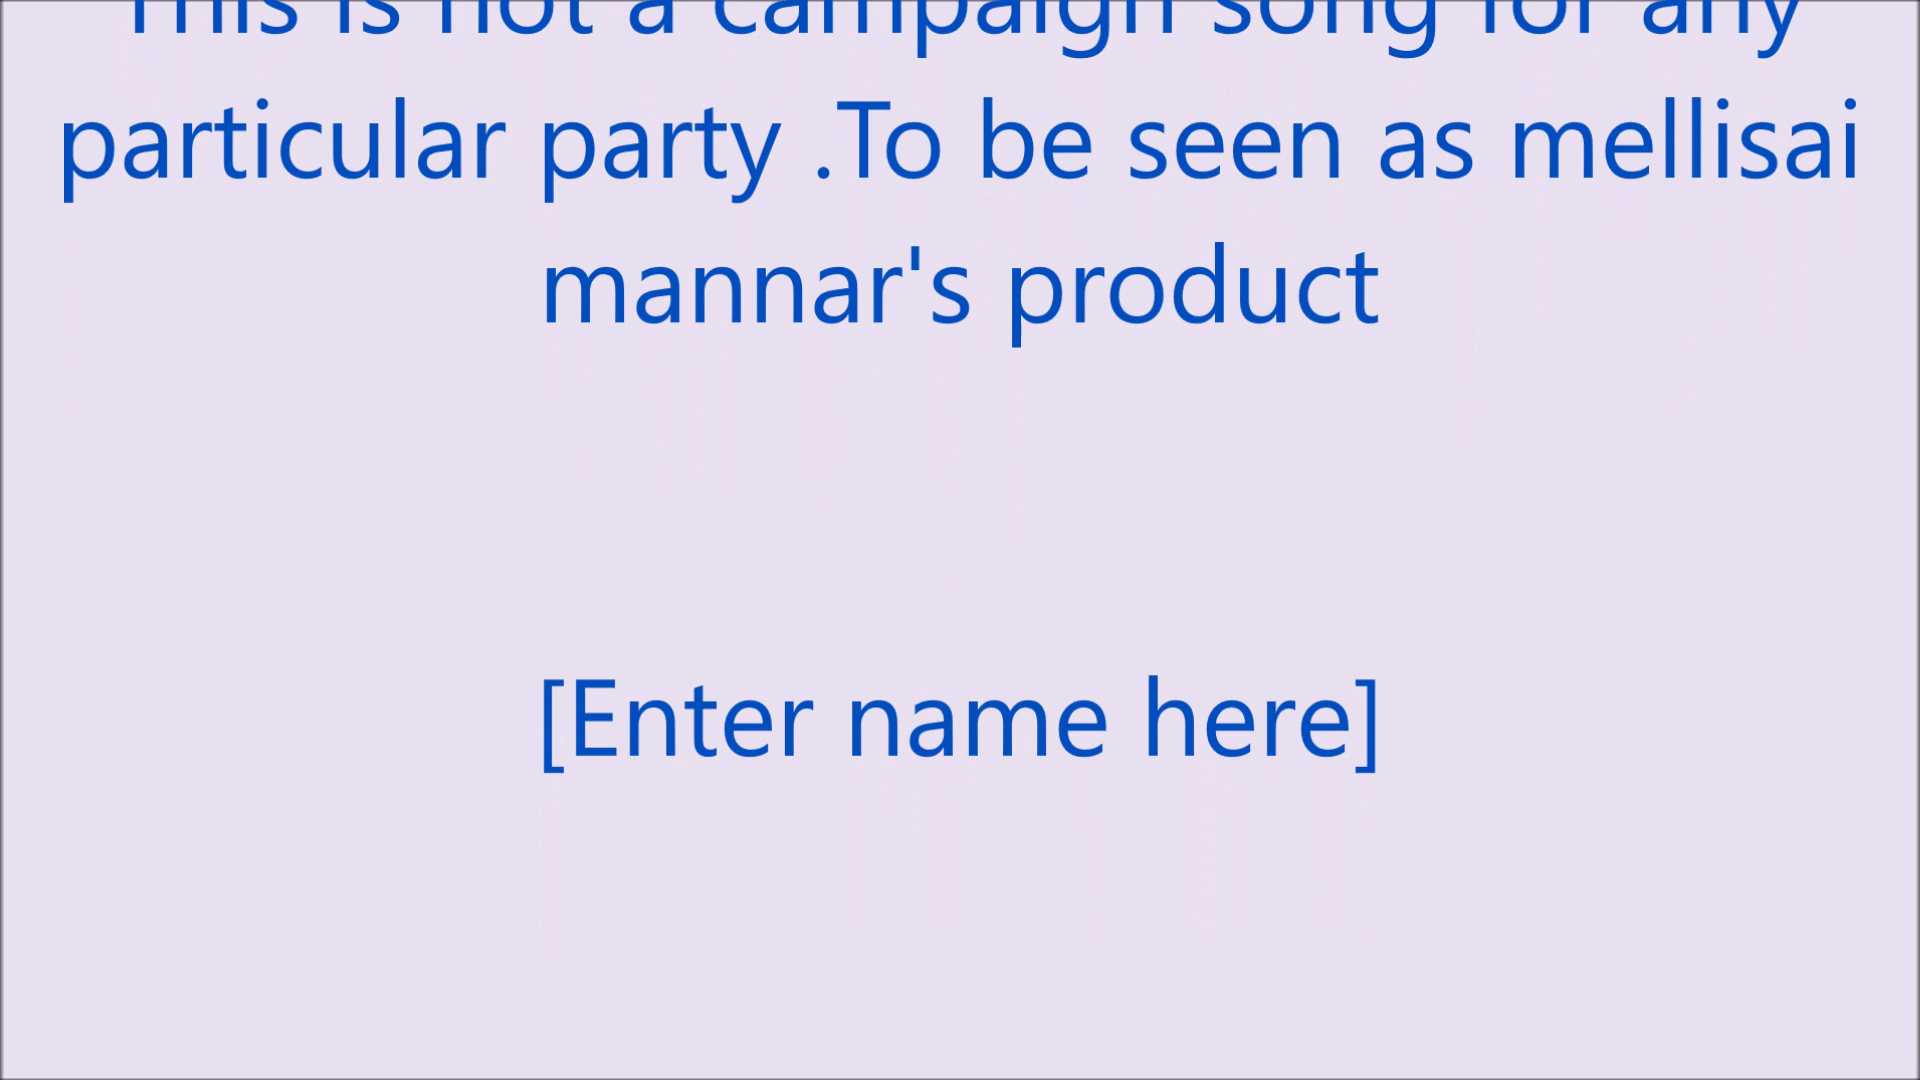 This is not a campaign song for any
particular party .To be seen as mellisai
mannar's product
[Enter name here]